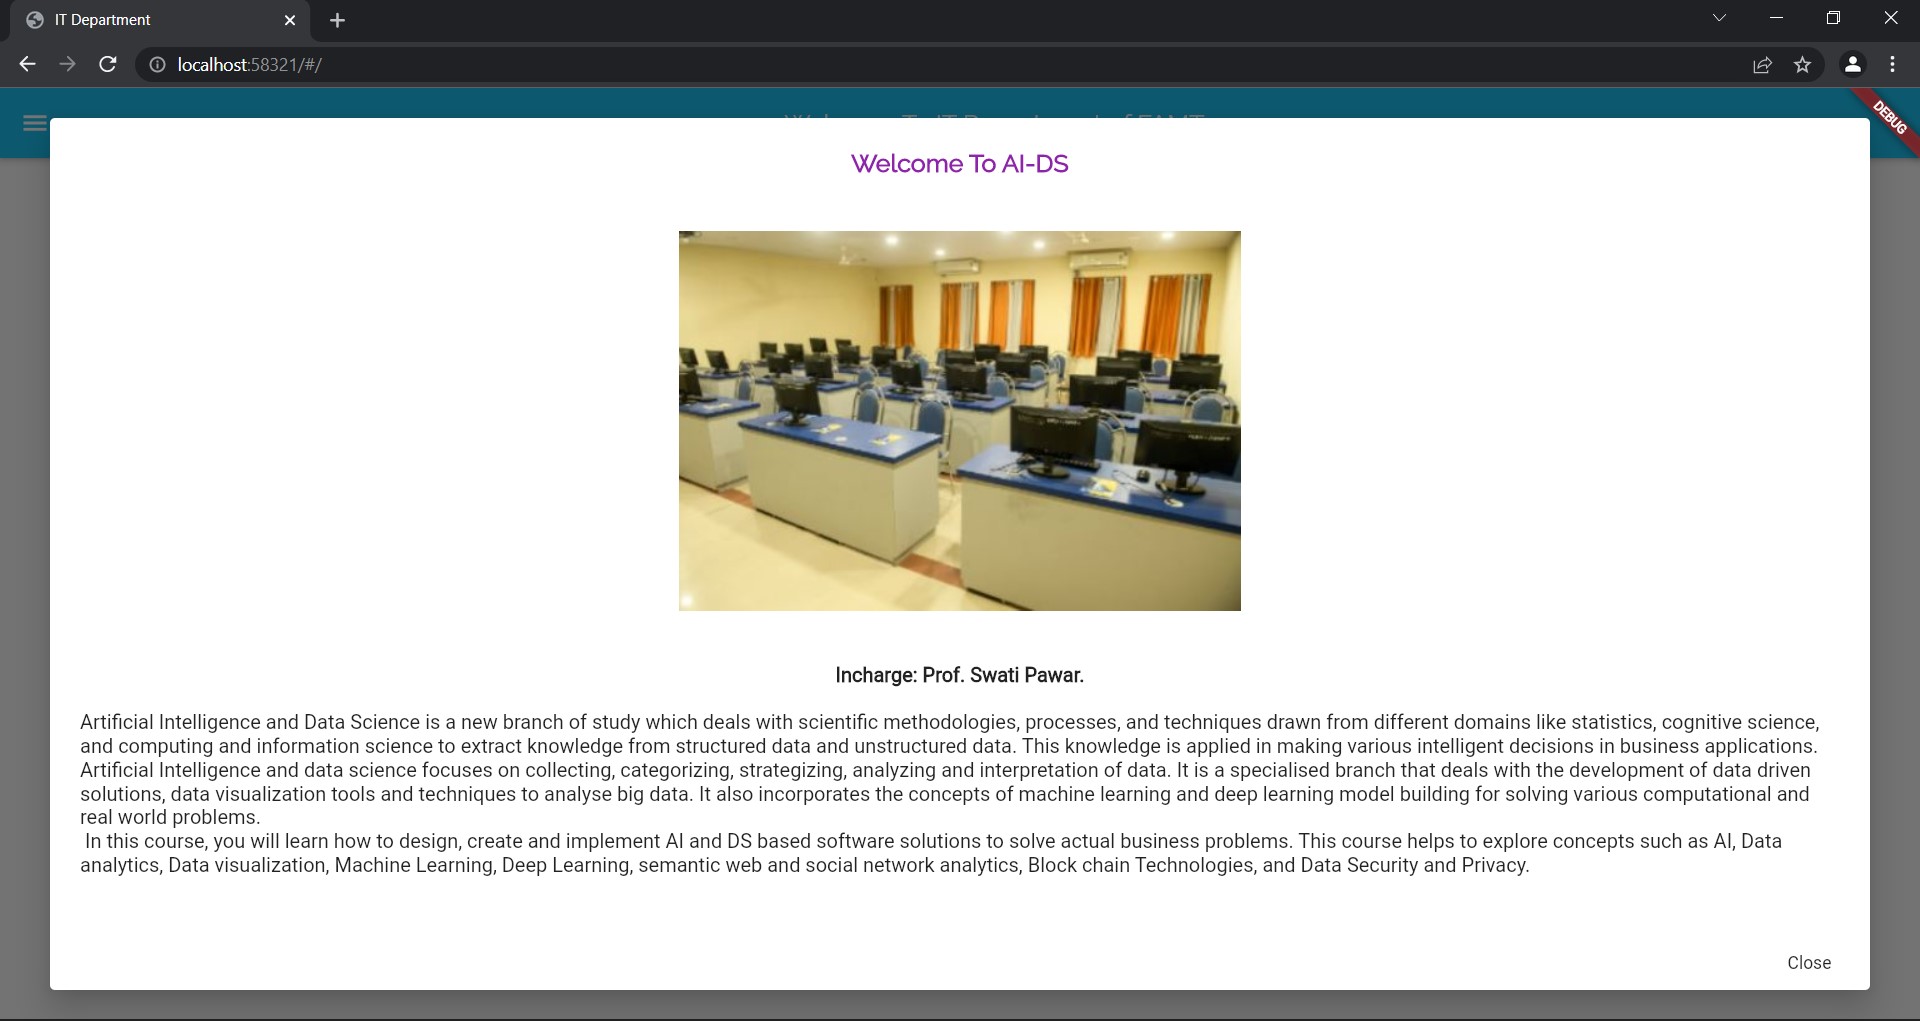 IT Department
localhost:58321/#/
DEBUG
Welcome To AI-DS
Incharge: Prof. Swati Pawar.
Artificial Intelligence and Data Science is a new branch of study which deals with scientific methodologies, processes, and techniques drawn from different domains like statistics, cognitive science,
and computing and information science to extract knowledge from structured data and unstructured data. This knowledge is applied in making various intelligent decisions in business applications.
Artificial Intelligence and data science focuses on collecting, categorizing, strategizing, analyzing and interpretation of data. It is a specialised branch that deals with the development of data driven
solutions, data visualization tools and techniques to analyse big data. It also incorporates the concepts of machine learning and deep learning model building for solving various computational and
real world problems.
In this course, you will learn how to design, create and implement AI and DS based software solutions to solve actual business problems. This course helps to explore concepts such as AI, Data
analytics, Data visualization, Machine Learning, Deep Learning, semantic web and social network analytics, Block chain Technologies, and Data Security and Privacy.
Close